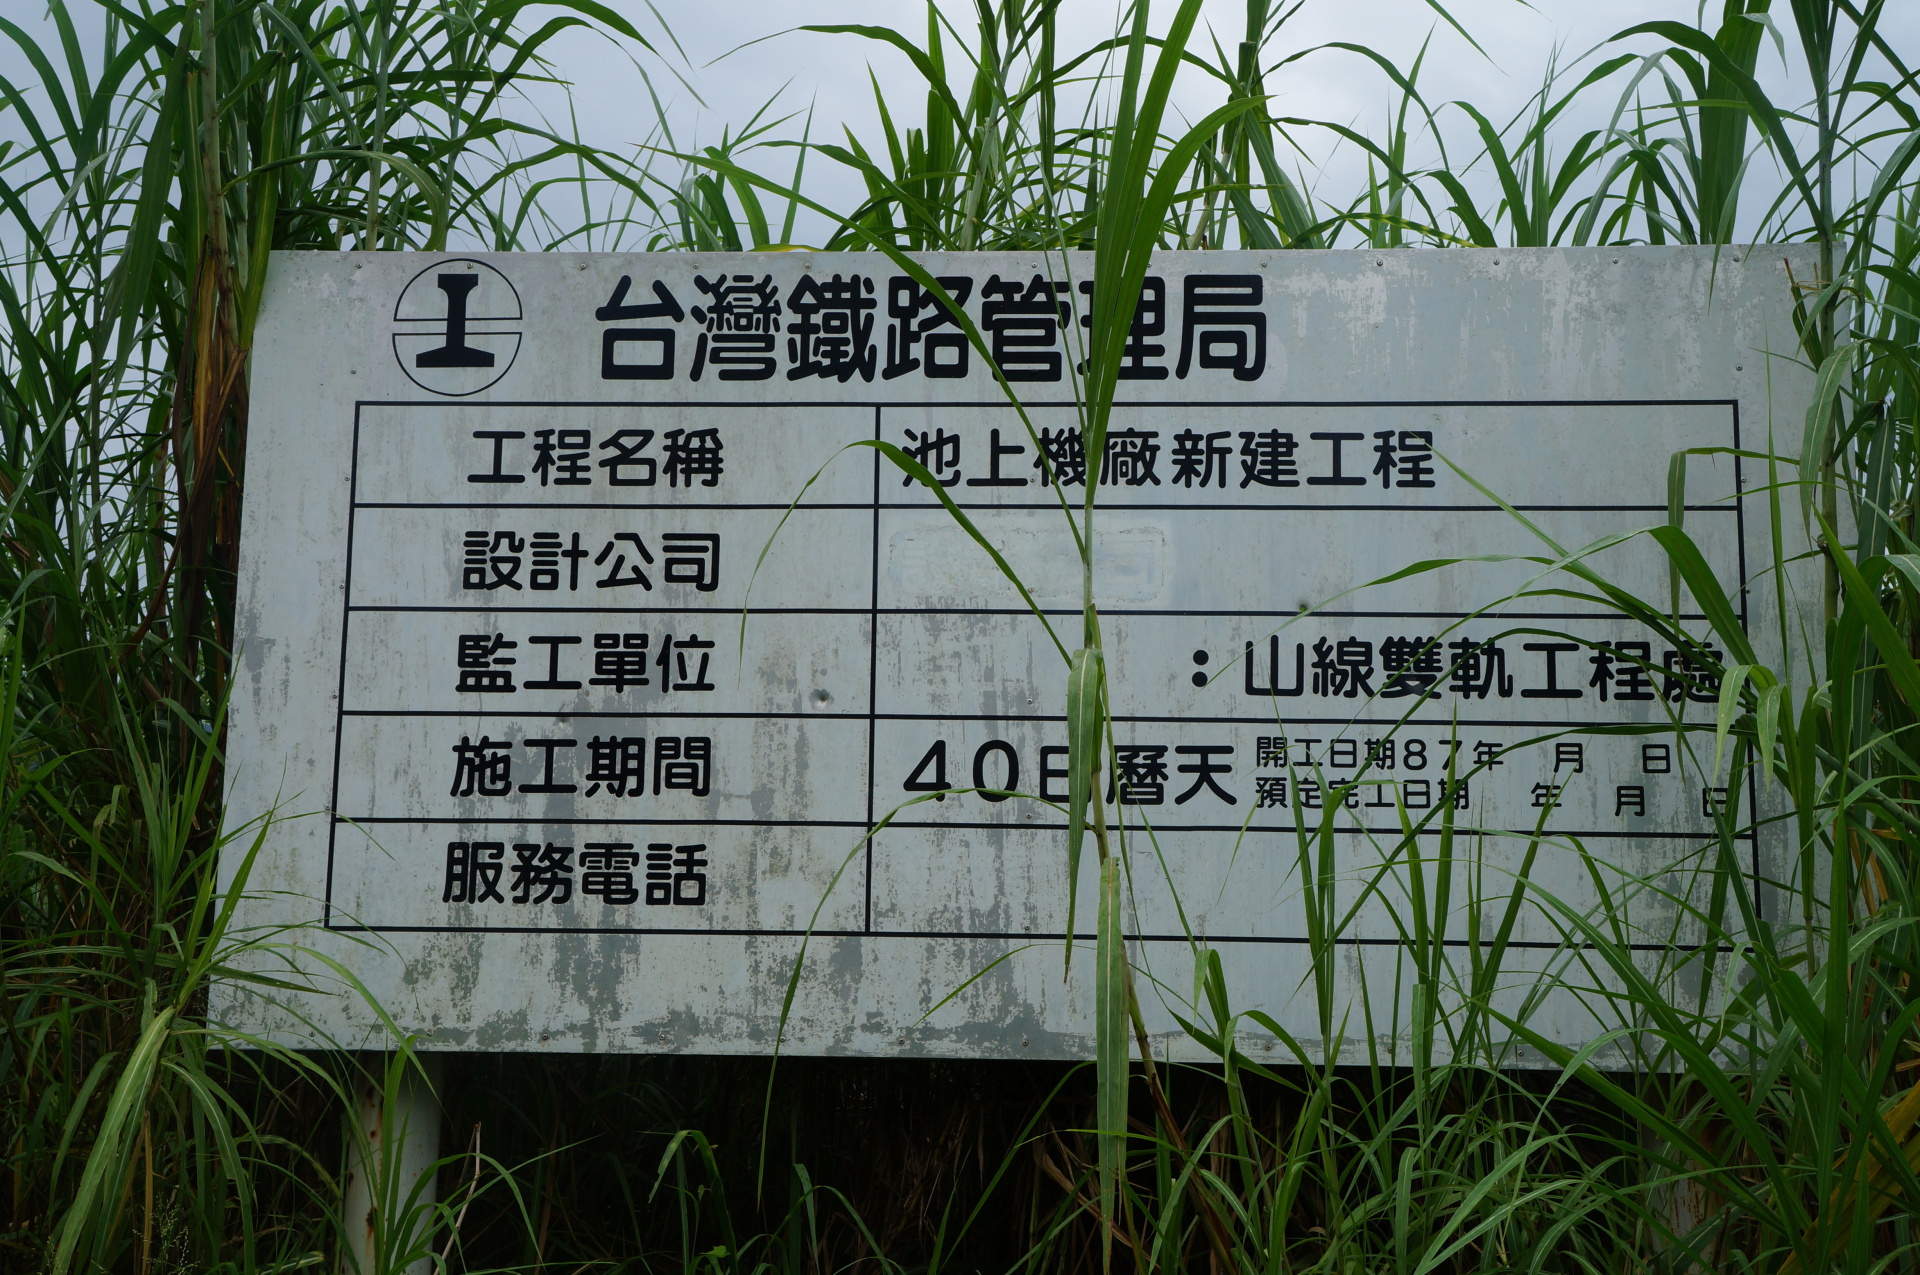 台灣鐵路管理局
工程名稱 池上機廠新建工程
設計公司
監工單位 :山線雙軌工程處
施工期間 40日曆天 開工日期87年 月 日
預定完工日期 年 月 日
服務電話